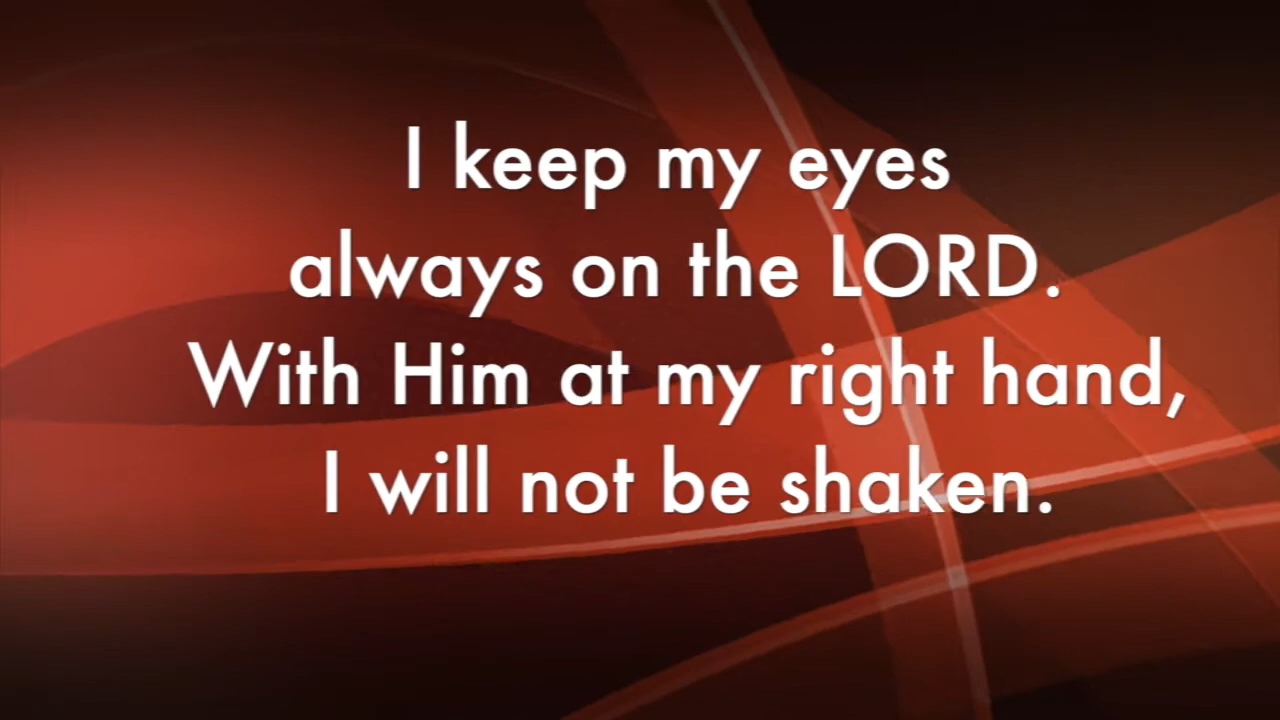 I keep my eyes
always on the LORD.
With Him at my right hand,
I will not be shaken.